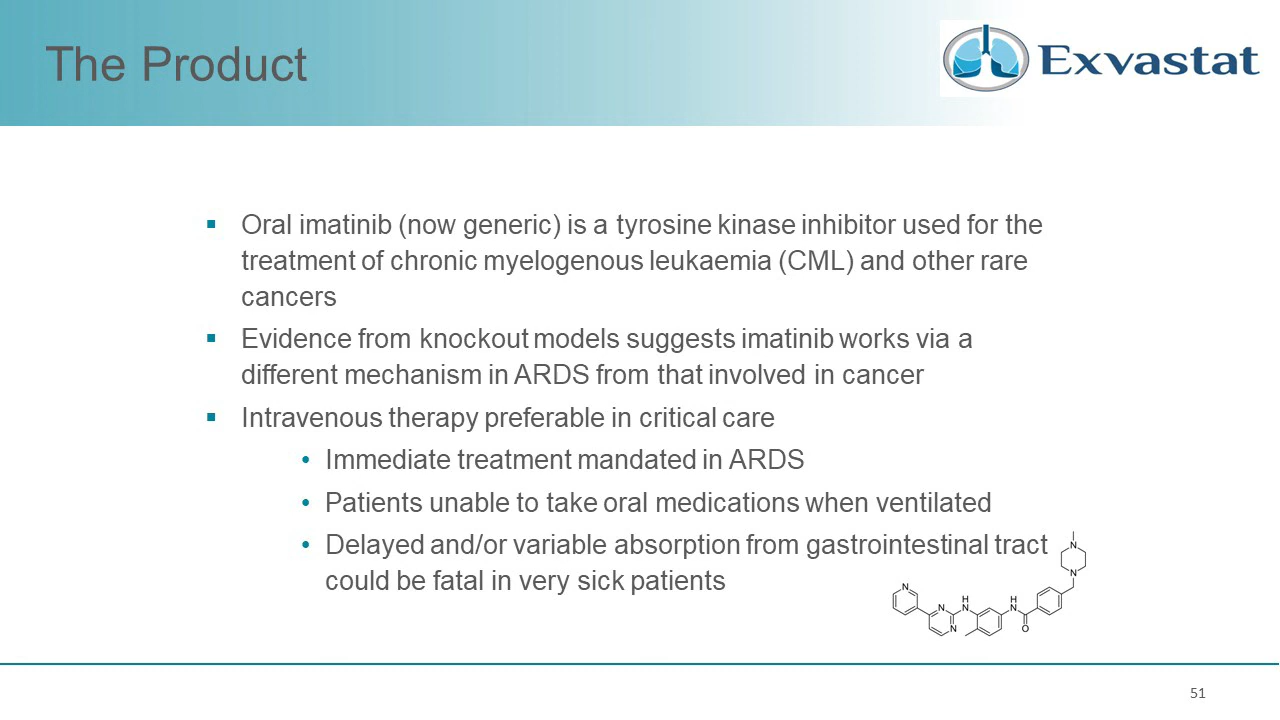 The Product
Exvastat
▪ Oral imatinib (now generic) is a tyrosine kinase inhibitor used for the
treatment of chronic myelogenous leukaemia (CML) and other rare
cancers
▪ Evidence from knockout models suggests imatinib works via a
different mechanism in ARDS from that involved in cancer
▪ Intravenous therapy preferable in critical care
• Immediate treatment mandated in ARDS
• Patients unable to take oral medications when ventilated
• Delayed and/or variable absorption from gastrointestinal tract
could be fatal in very sick patients
N
N
N
N
N
H
N
H
N
O
51